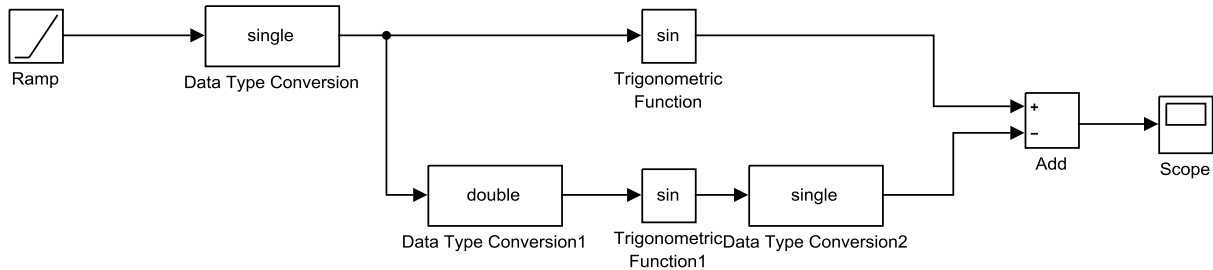 single
Ramp
Data Type Conversion
sin
Trigonometric
Function
+
−
Add
Scope
double
Data Type Conversion1
sin
Trigonometric
Function1
single
Data Type Conversion2